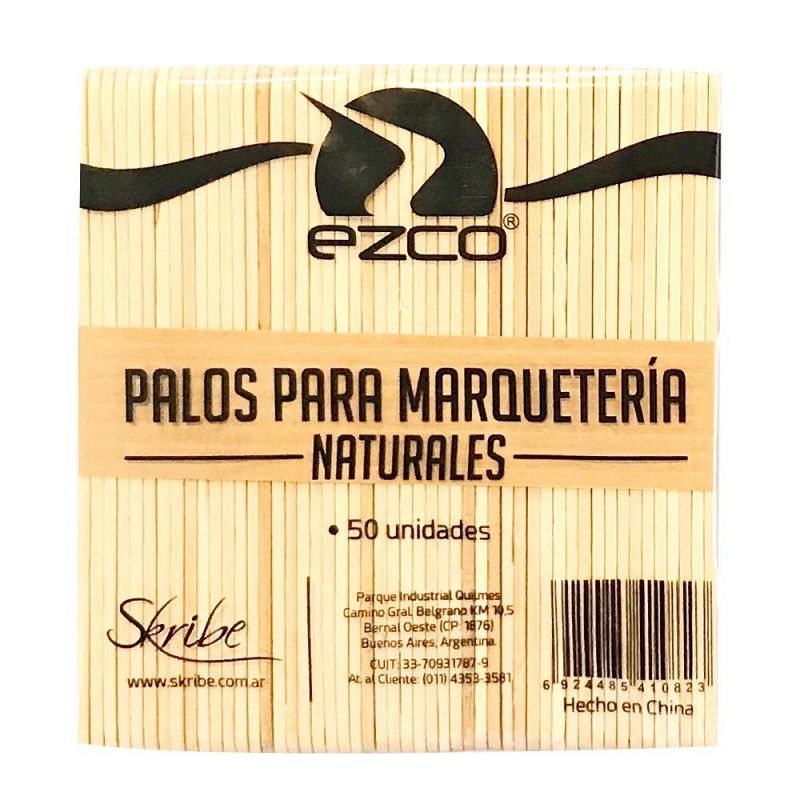 ezco®
PALOS PARA MARQUETERÍA
NATURALES
• 50 unidades
Skribe
www.skribe.com.ar
Parque Industrial Quilmes
Camino Gral. Belgrano KM 10,5
Bernal Oeste (CP: 1876)
Buenos Aires, Argentina.
CUIT: 33-70931787-9
At. al Cliente: (011) 4353-3581
6 924485 410823
Hecho en China